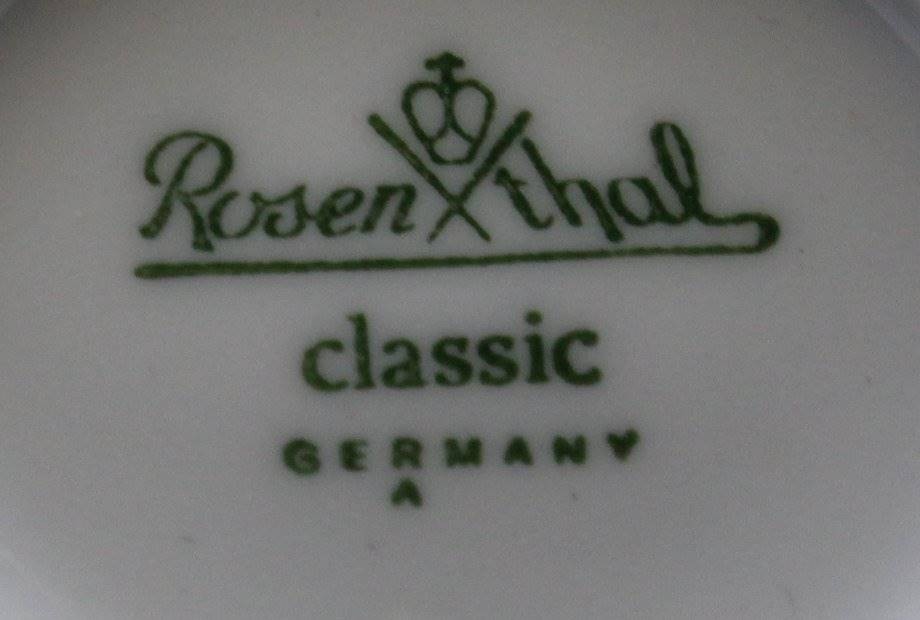 Rosenthal
classic
GERMANY
A